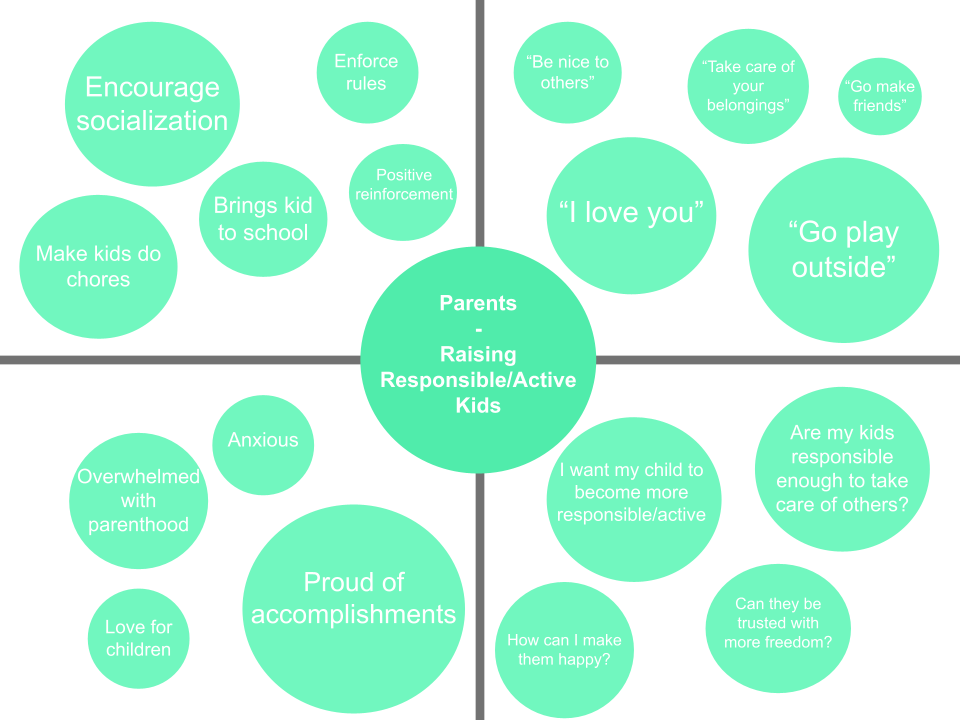 Encourage
socialization
Enforce
rules
Positive
reinforcement
Brings kid
to school
Make kids do
chores
“Be nice to
others”
“Take care of
your
belongings”
“Go make
friends”
“I love you”
“Go play
outside”
Parents
-
Raising
Responsible/Active
Kids
Anxious
Overwhelmed
with
parenthood
Proud of
accomplishments
Love for
children
I want my child to
become more
responsible/active
Are my kids
responsible
enough to take
care of others?
How can I make
them happy?
Can they be
trusted with
more freedom?